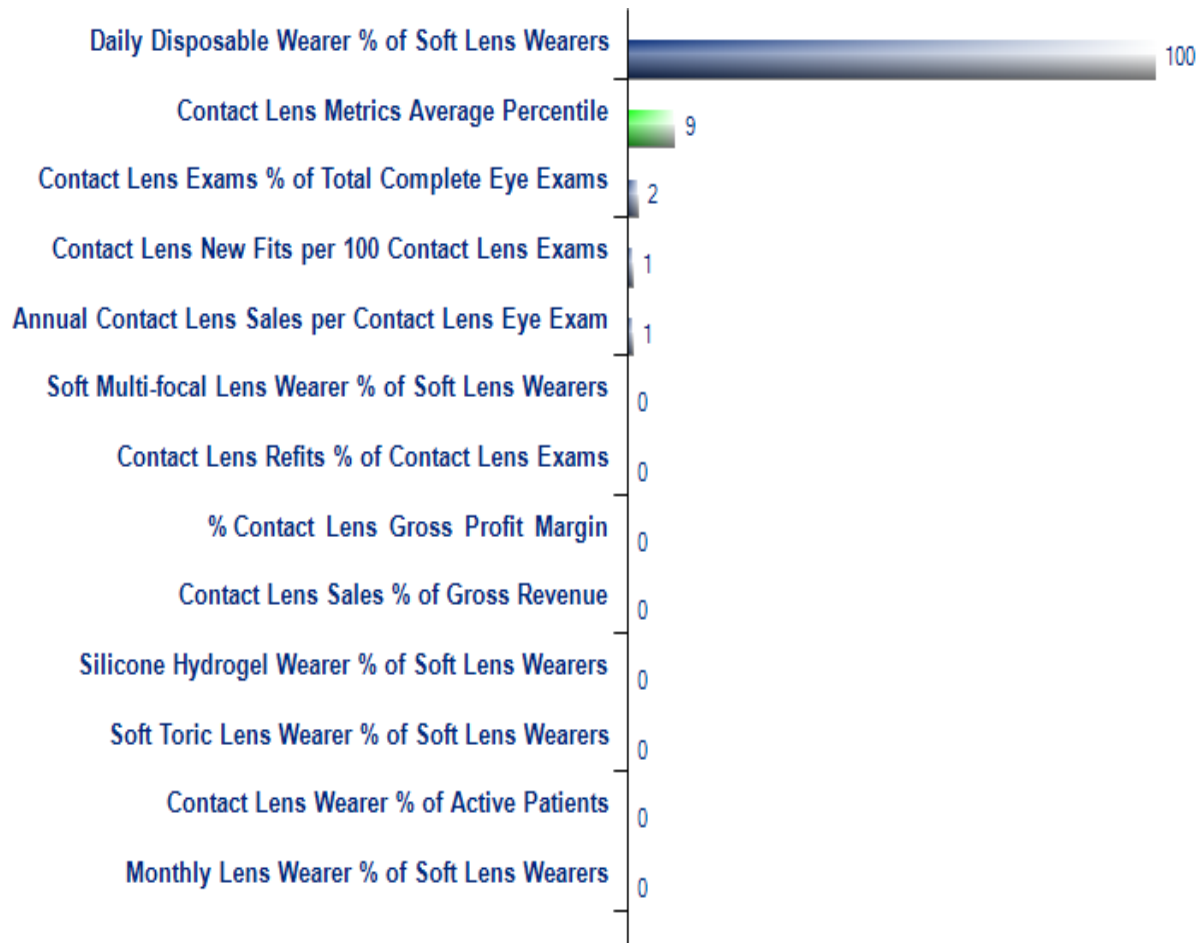 Daily Disposable Wearer % of Soft Lens Wearers 100
Contact Lens Metrics Average Percentile 9
Contact Lens Exams % of Total Complete Eye Exams 2
Contact Lens New Fits per 100 Contact Lens Exams 1
Annual Contact Lens Sales per Contact Lens Eye Exam 1
Soft Multi-focal Lens Wearer % of Soft Lens Wearers 0
Contact Lens Refits % of Contact Lens Exams 0
% Contact Lens Gross Profit Margin 0
Contact Lens Sales % of Gross Revenue 0
Silicone Hydrogel Wearer % of Soft Lens Wearers 0
Soft Toric Lens Wearer % of Soft Lens Wearers 0
Contact Lens Wearer % of Active Patients 0
Monthly Lens Wearer % of Soft Lens Wearers 0